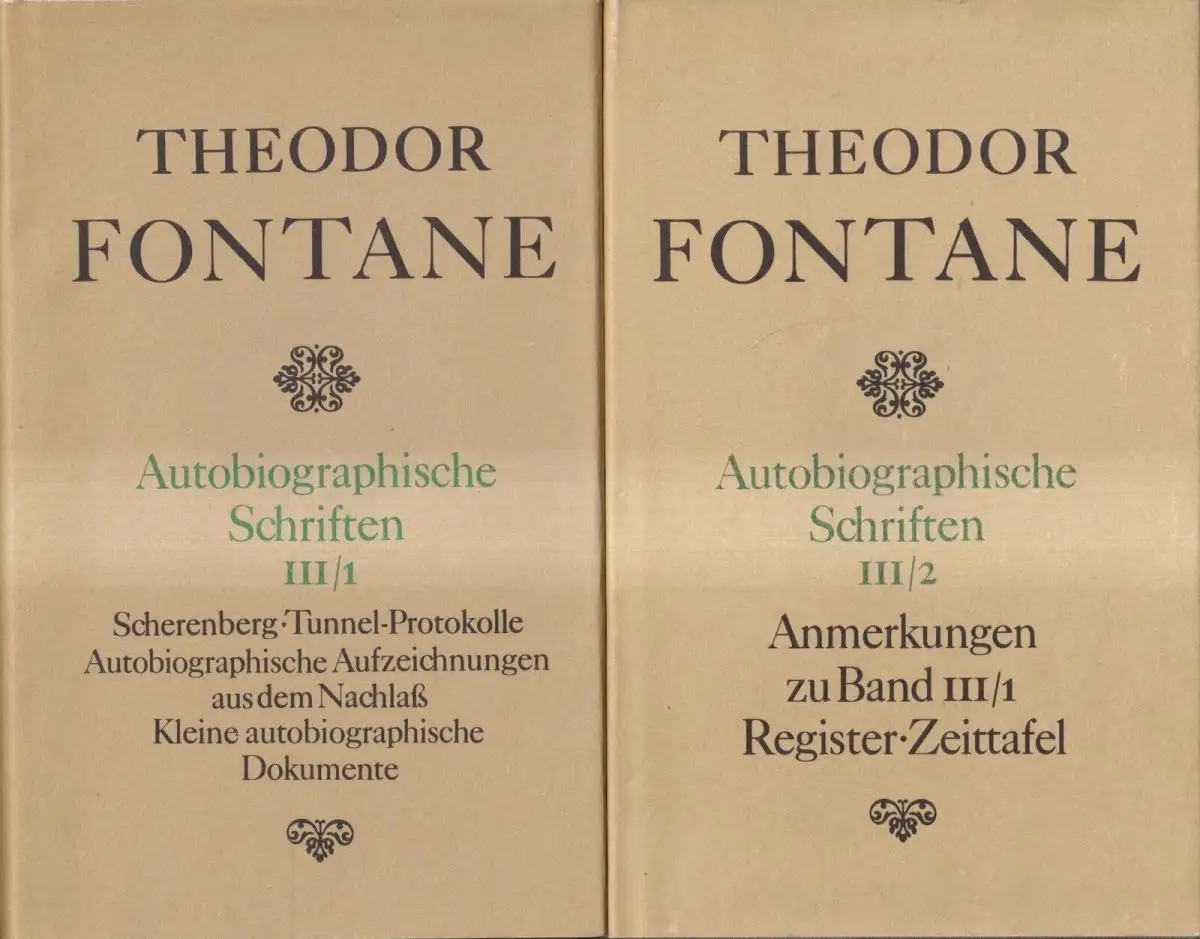 THEODOR
FONTANE
Autobiographische
Schriften
III/1
Scherenberg·Tunnel-Protokolle
Autobiographische Aufzeichnungen
aus dem Nachlaß
Kleine autobiographische
Dokumente
THEODOR
FONTANE
Autobiographische
Schriften
III/2
Anmerkungen
zu Band III/1
Register·Zeittafel